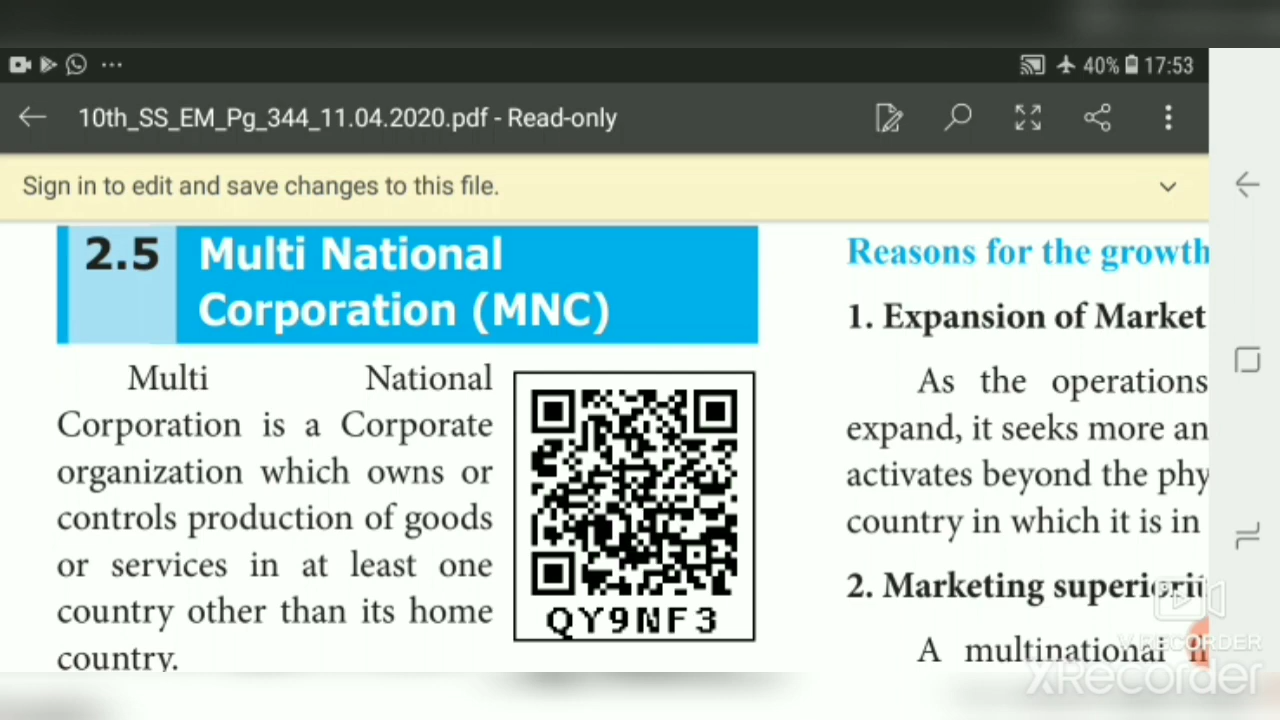 40% 17:53
10th_SS_EM_Pg_344_11.04.2020.pdf - Read-only
Sign in to edit and save changes to this file.
2.5 Multi National
Corporation (MNC)
Multi National
Corporation is a Corporate
organization which owns or
controls production of goods
or services in at least one
country other than its home
country.
QY9NF3
Reasons for the growth
1. Expansion of Market
As the operations
expand, it seeks more an
activates beyond the phy
country in which it is in
2. Marketing superiorit
A multinational
V RECORDER
XRecorder